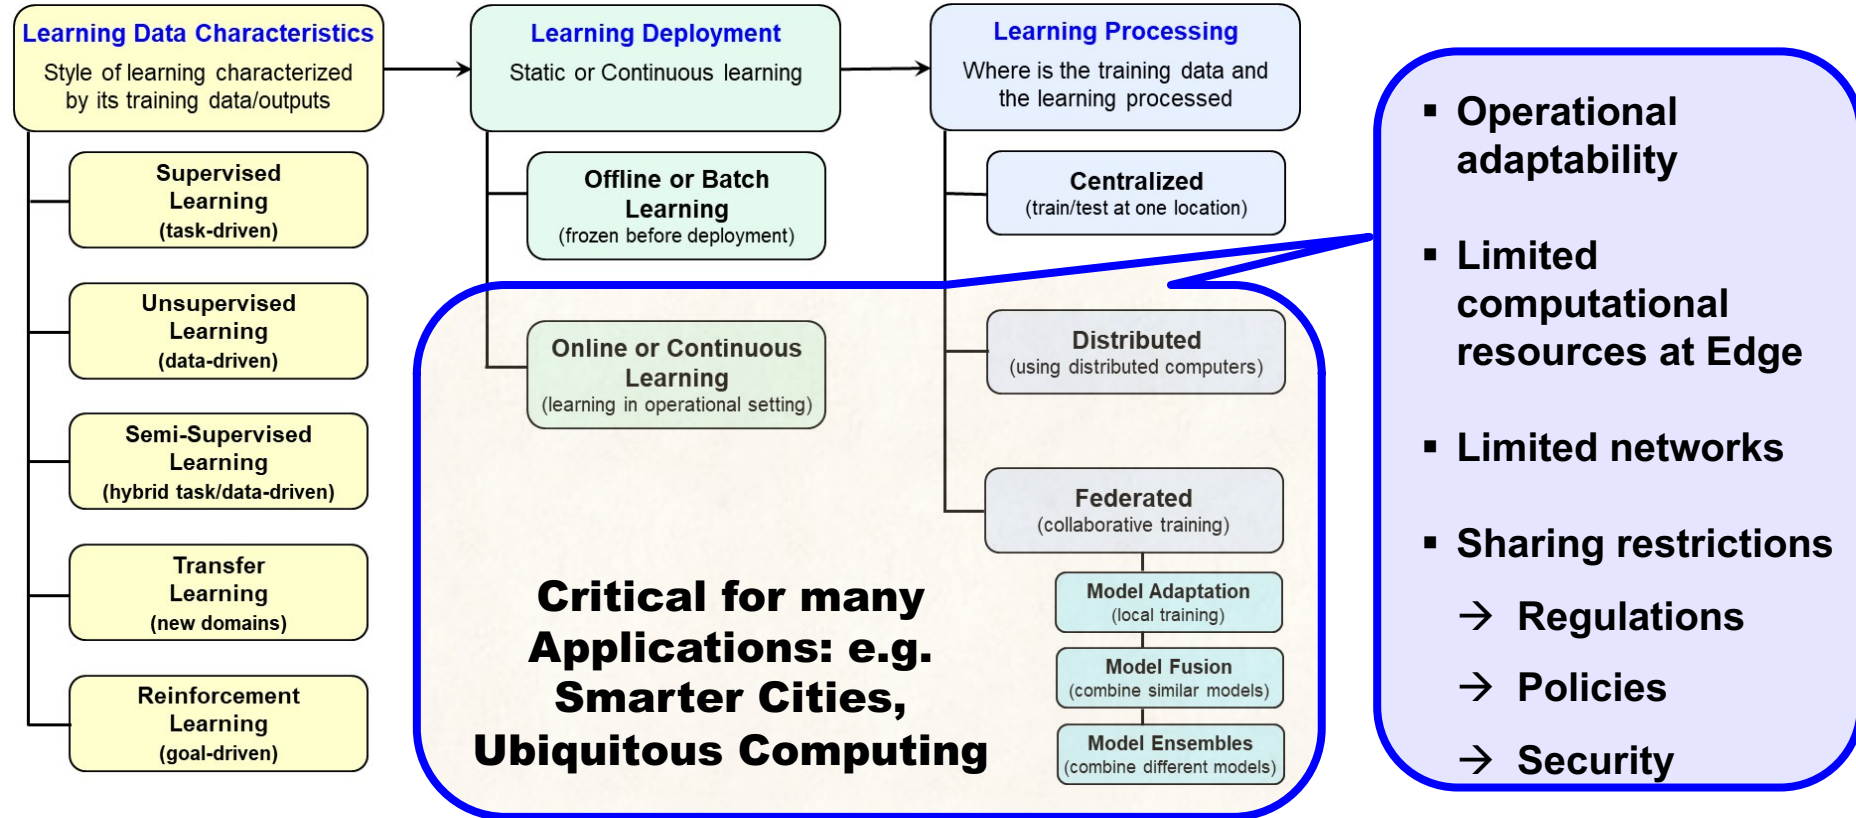 Learning Data Characteristics
Style of learning characterized
by its training data/outputs
Supervised
Learning
(task-driven)
Unsupervised
Learning
(data-driven)
Semi-Supervised
Learning
(hybrid task/data-driven)
Transfer
Learning
(new domains)
Reinforcement
Learning
(goal-driven)
Learning Deployment
Static or Continuous learning
Offline or Batch
Learning
(frozen before deployment)
Online or Continuous
Learning
(learning in operational setting)
Learning Processing
Where is the training data and
the learning processed
Centralized
(train/test at one location)
Distributed
(using distributed computers)
Federated
(collaborative training)
Model Adaptation
(local training)
Model Fusion
(combine similar models)
Model Ensembles
(combine different models)
Critical for many
Applications: e.g.
Smarter Cities,
Ubiquitous Computing
▪ Operational
adaptability
▪ Limited
computational
resources at Edge
▪ Limited networks
▪ Sharing restrictions
→ Regulations
→ Policies
→ Security